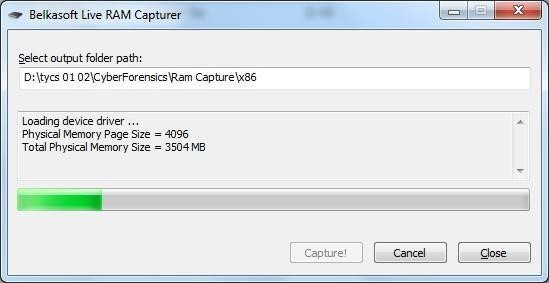 Belkasoft Live RAM Capturer
Select output folder path:
D:\tycs 01 02\CyberForensics\Ram Capture\x86
Loading device driver ...
Physical Memory Page Size = 4096
Total Physical Memory Size = 3504 MB
Capture!
Cancel
Close